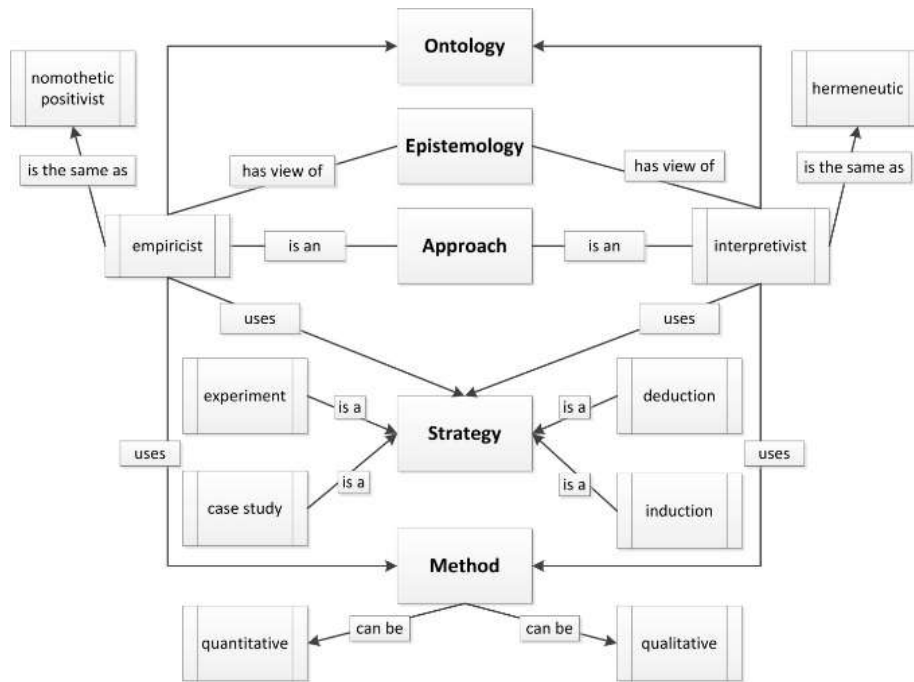 Ontology
nomothetic
positivist
hermeneutic
Epistemology
is the same as
has view of
has view of
is the same as
empiricist
is an
Approach
is an
interpretivist
uses
uses
experiment
is a
is a
deduction
Strategy
uses
uses
case study
is a
is a
induction
Method
quantitative
can be
can be
qualitative